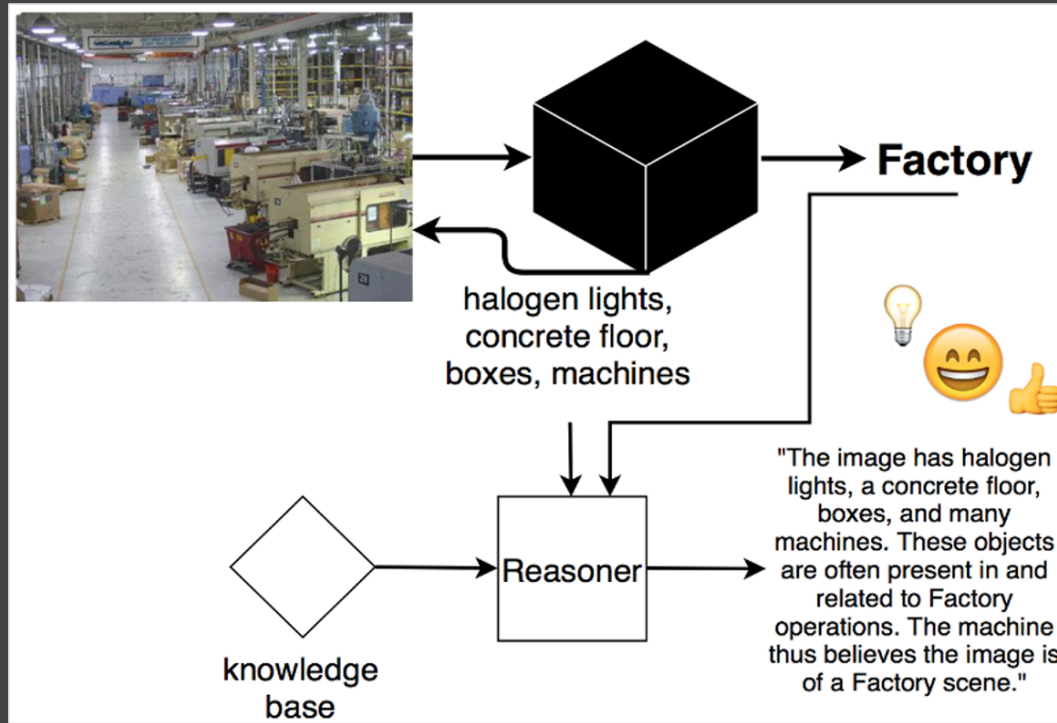 Factory
halogen lights,
concrete floor,
boxes, machines
"The image has halogen
lights, a concrete floor,
boxes, and many
machines. These objects
are often present in and
related to Factory
operations. The machine
thus believes the image is
of a Factory scene."
Reasoner
knowledge
base